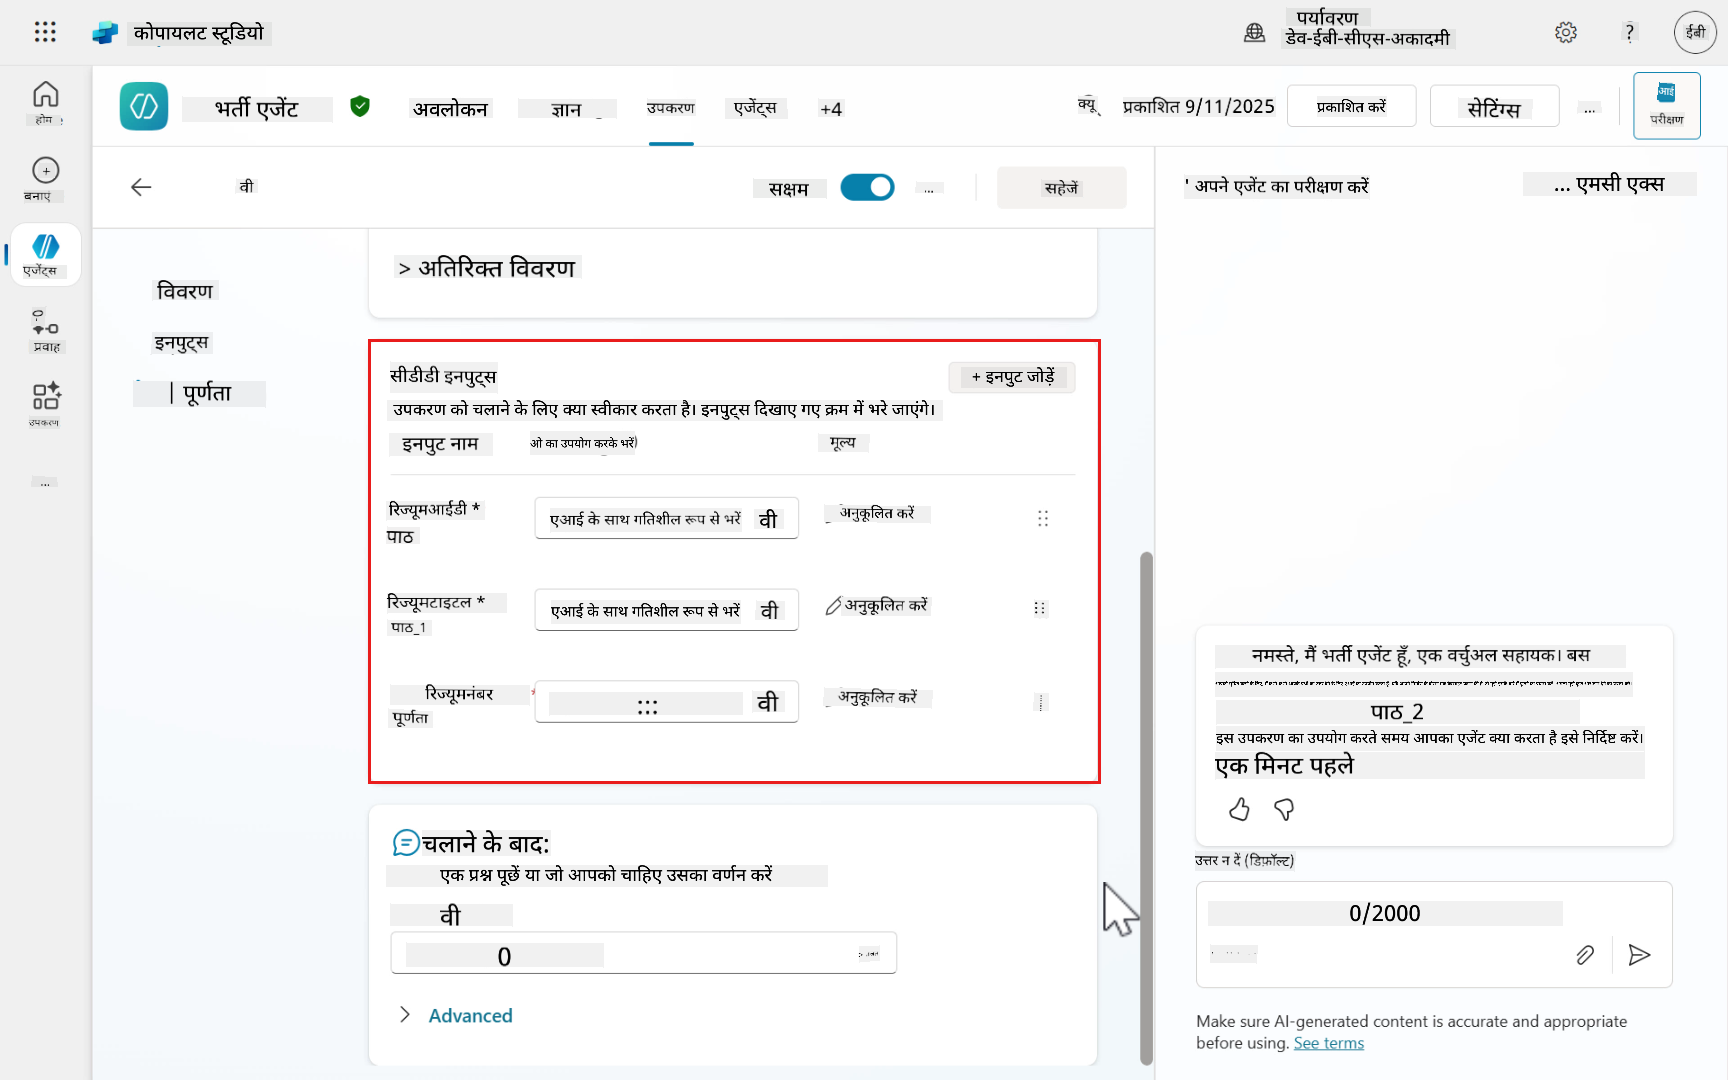 कोपायलट स्टूडियो
पर्यावरण
डेव-ईबी-सीएस-अकादमी
?
ईबी
होम
बनाएं
एजेंट्स
प्रवाह
उपकरण
...
भर्ती एजेंट
अवलोकन
ज्ञान
उपकरण
एजेंट्स
+4
क्यू
प्रकाशित 9/11/2025
प्रकाशित करें
सेटिंग्स
...
आई
परीक्षण
वी
सक्षम
...
सहेजें
विवरण
इनपुट्स
| पूर्णता
> अतिरिक्त विवरण
सीडीडी इनपुट्स
+ इनपुट जोड़ें
उपकरण को चलाने के लिए क्या स्वीकार करता है। इनपुट्स दिखाए गए क्रम में भरे जाएंगे।
इनपुट नाम
ओ का उपयोग करके भरें)
मूल्य
रिज्यूमआईडी *
पाठ
एआई के साथ गतिशील रूप से भरें वी
अनुकूलित करें
रिज्यूमटाइटल *
पाठ_1
एआई के साथ गतिशील रूप से भरें वी
अनुकूलित करें
रिज्यूमनंबर *
पूर्णता
::: वी
अनुकूलित करें
चलाने के बाद:
एक प्रश्न पूछें या जो आपको चाहिए उसका वर्णन करें
वी
0
Advanced
' अपने एजेंट का परीक्षण करें
... एमसी एक्स
नमस्ते, मैं भर्ती एजेंट हूँ, एक वर्चुअल सहायक। बस
पाठ_2
इस उपकरण का उपयोग करते समय आपका एजेंट क्या करता है इसे निर्दिष्ट करें।
एक मिनट पहले
उत्तर न दें (डिफ़ॉल्ट)
0/2000
Make sure AI-generated content is accurate and appropriate
before using. See terms